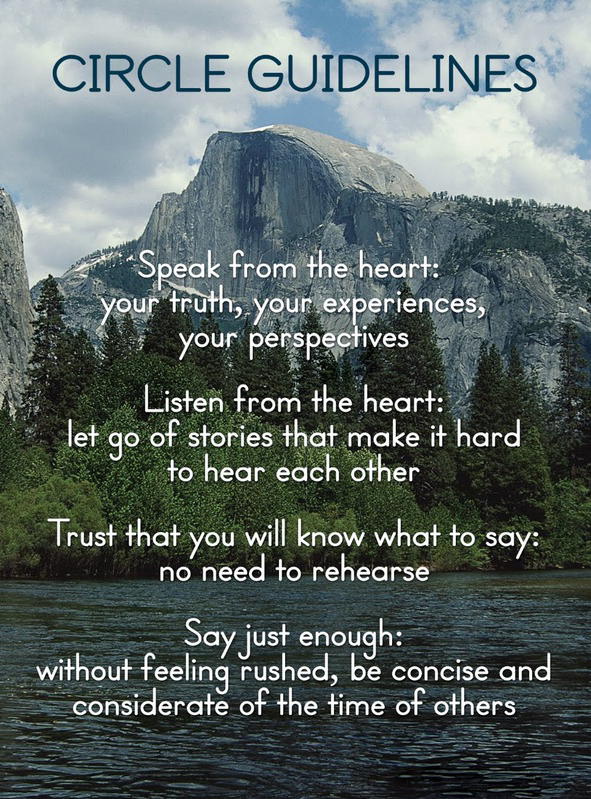 CIRCLE GUIDELINES
Speak from the heart:
your truth, your experiences,
your perspectives
Listen from the heart:
let go of stories that make it hard
to hear each other
Trust that you will know what to say:
no need to rehearse
Say just enough:
without feeling rushed, be concise and
considerate of the time of others